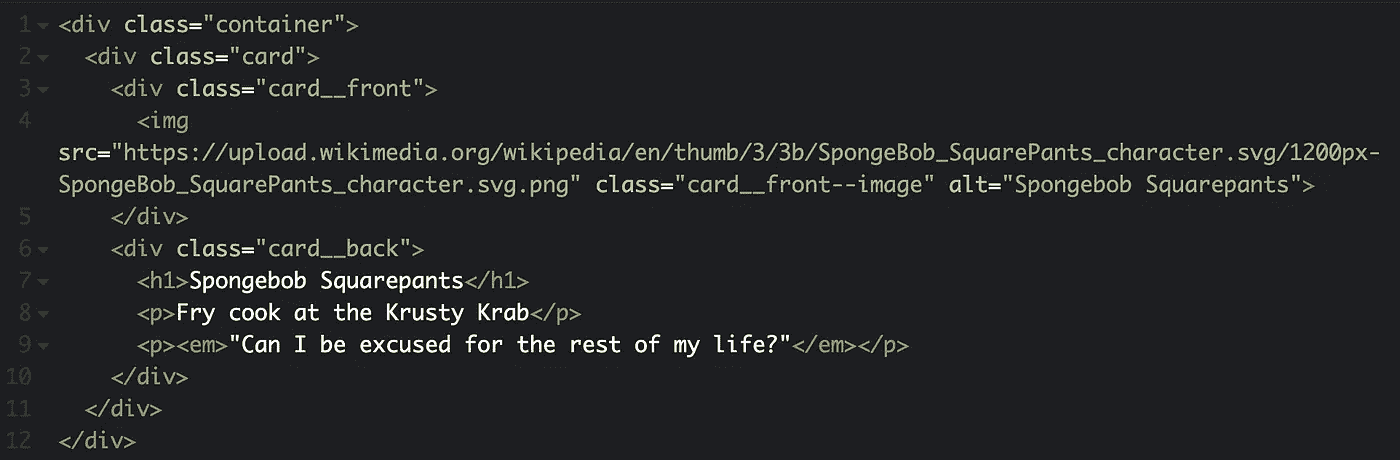 1 <div class="container">
2 <div class="card">
3 <div class="card__front">
4 <img
src="https://upload.wikimedia.org/wikipedia/en/thumb/3/3b/SpongeBob_SquarePants_character.svg/1200px-
SpongeBob_SquarePants_character.svg.png" class="card__front--image" alt="Spongebob Squarepants">
5 </div>
6 <div class="card__back">
7 <h1>Spongebob Squarepants</h1>
8 <p>Fry cook at the Krusty Krab</p>
9 <p><em>"Can I be excused for the rest of my life?"</em></p>
10 </div>
11 </div>
12 </div>